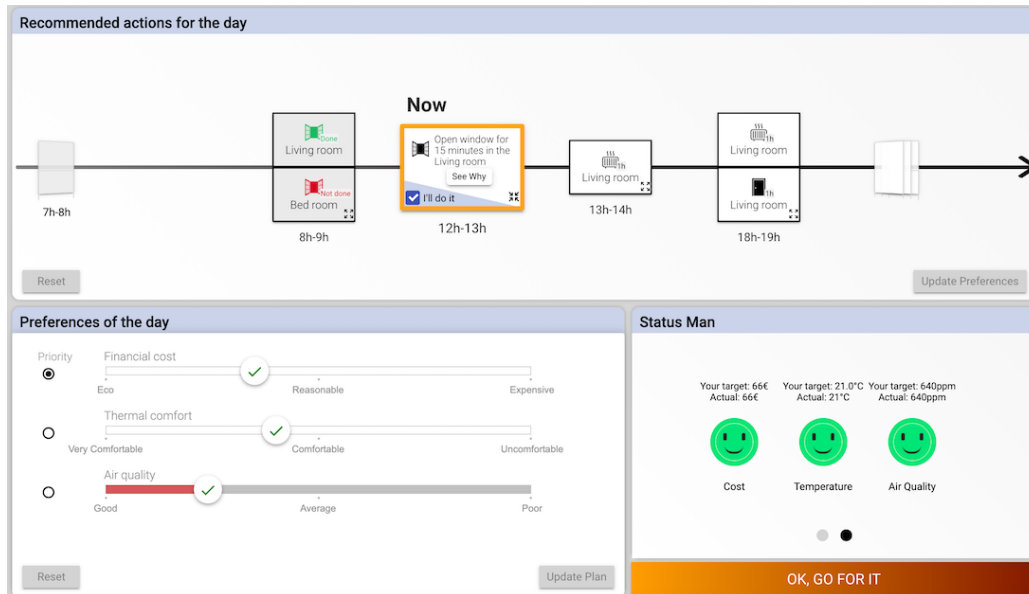 Recommended actions for the day
Now
Done
Living room
Not done
Bed room
Open window for
15 minutes in the
Living room
See Why
I'll do it
1h
Living room
1h
Living room
1h
Living room
7h-8h
8h-9h
12h-13h
13h-14h
18h-19h
Reset
Update Preferences
Preferences of the day
Priority
Financial cost
Eco
Reasonable
Expensive
Thermal comfort
Very Comfortable
Comfortable
Uncomfortable
Air quality
Good
Average
Poor
Reset
Update Plan
Status Man
Your target: 66€
Actual: 66€
Your target: 21.0°C
Actual: 21°C
Your target: 640ppm
Actual: 640ppm
Cost
Temperature
Air Quality
OK, GO FOR IT